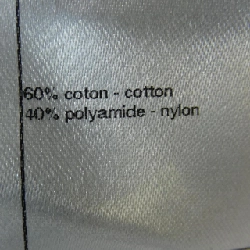 60% coton - cotton
40% polyamide - nylon